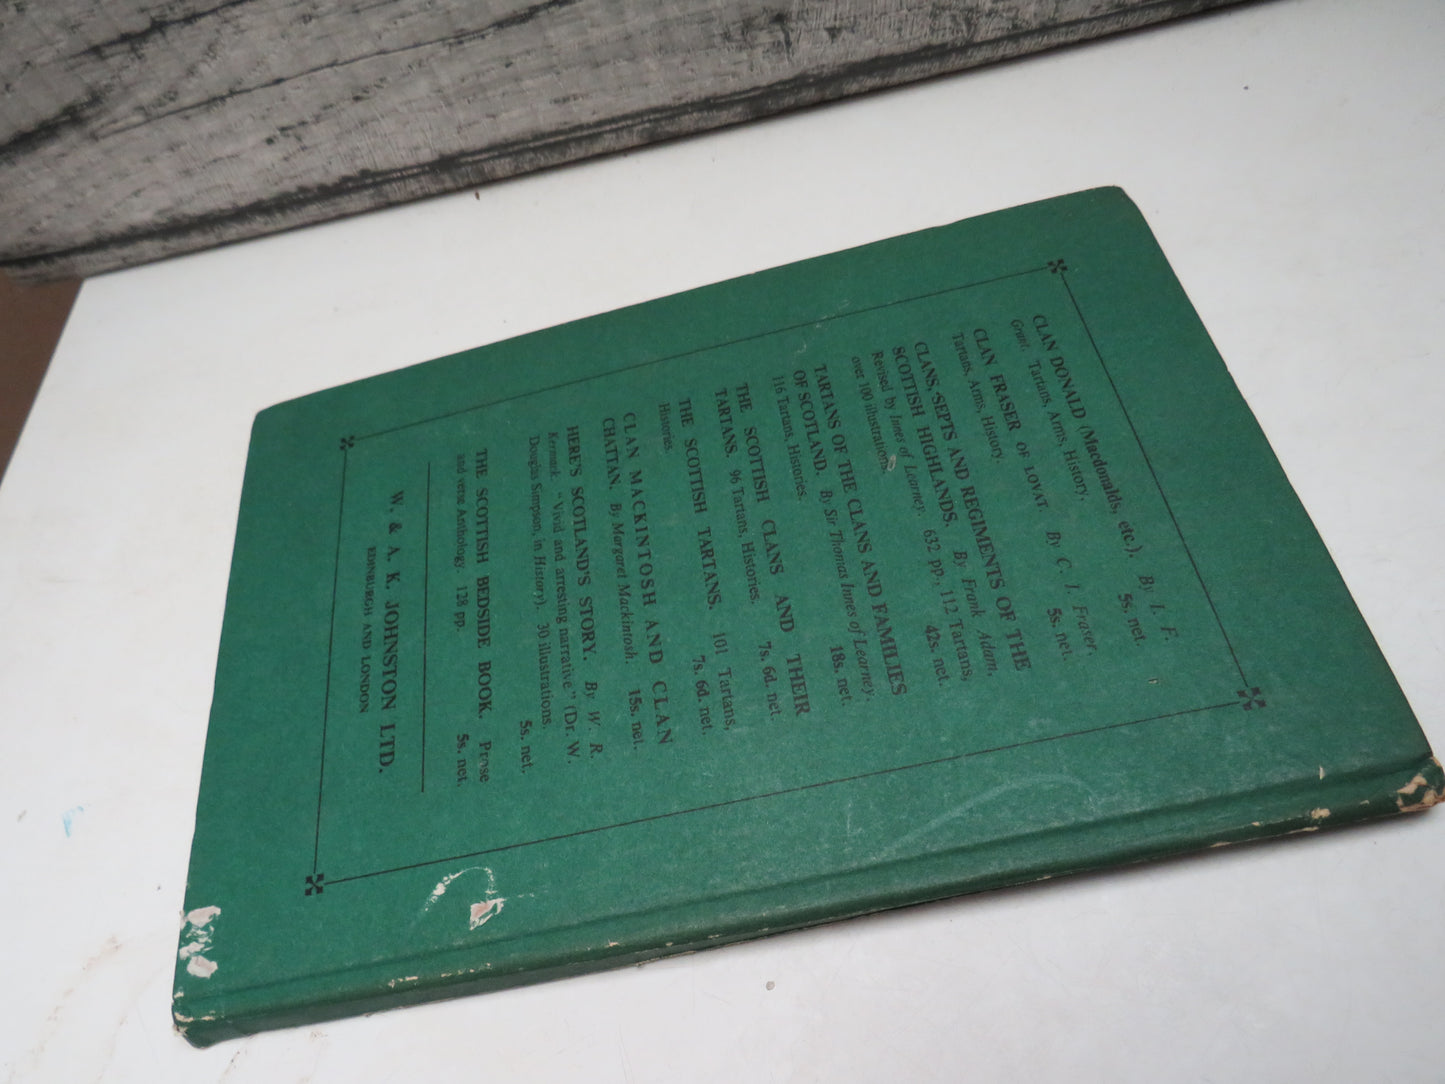 CLAN DONALD (Macdonalds, etc.). By I. F.
Grant. Tartans, Arms, History. 5s. net.
CLAN FRASER OF LOVAT. By C. I. Fraser.
Tartans, Arms, History. 5s. net.
CLANS, SEPTS AND REGIMENTS OF THE
SCOTTISH HIGHLANDS. By Frank Adam,
Revised by Innes of Learney. 632 pp., 112 Tartans,
over 100 illustrations. 42s. net.
TARTANS OF THE CLANS AND FAMILIES
OF SCOTLAND. By Sir Thomas Innes of Learney.
116 Tartans, Histories. 18s. net.
THE SCOTTISH CLANS AND THEIR
TARTANS. 96 Tartans, Histories. 7s. 6d. net.
THE SCOTTISH TARTANS. 101 Tartans,
Histories. 7s. 6d. net.
CLAN MACKINTOSH AND CLAN
CHATTAN. By Margaret Mackintosh. 15s. net.
HERE'S SCOTLAND'S STORY. By W. R.
Kermack. "Vivid and arresting narrative" (Dr. W.
Douglas Simpson, in History). 30 illustrations.
5s. net.
THE SCOTTISH BEDSIDE BOOK. Prose
and verse Anthology. 128 pp. 5s. net.
W. & A. K. JOHNSTON LTD.
EDINBURGH AND LONDON